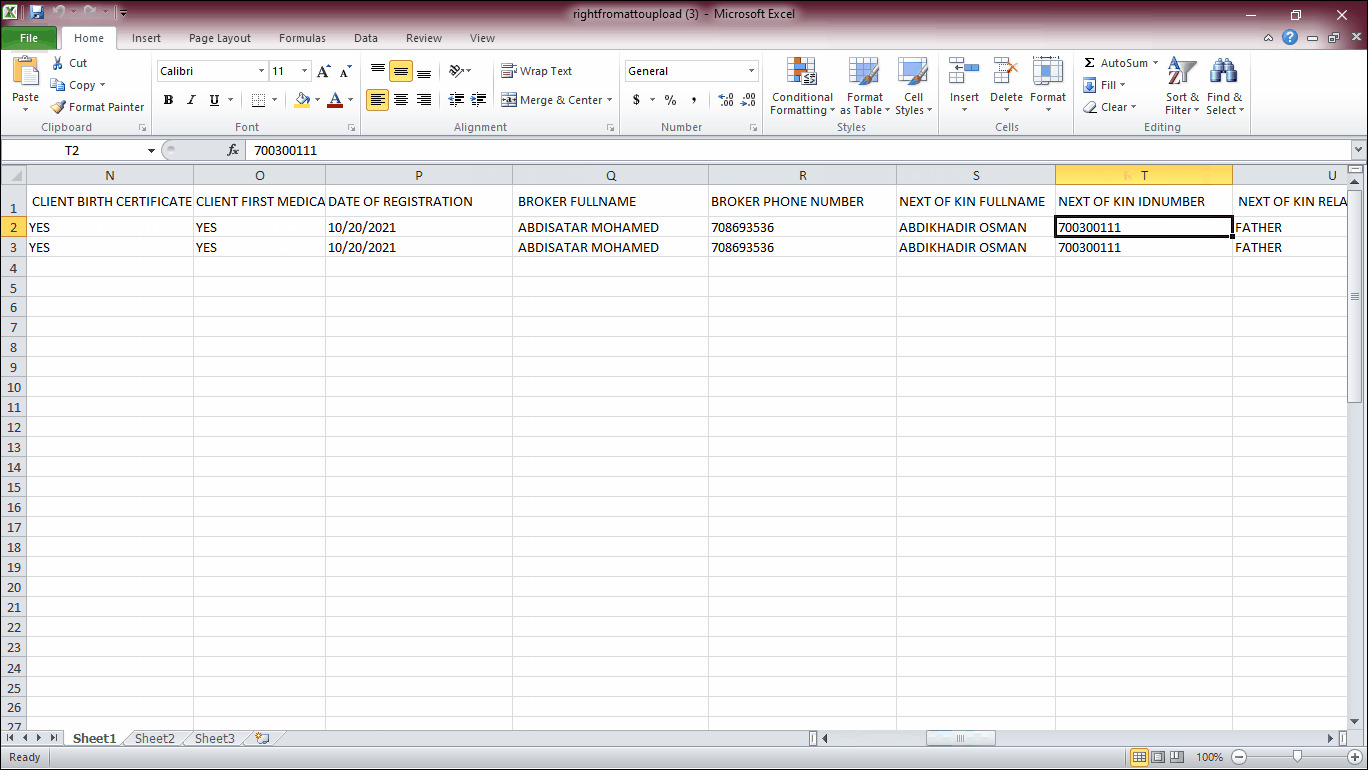 rightfromattoupload (3) - Microsoft Excel
File Home Insert Page Layout Formulas Data Review View
Paste Cut Copy Format Painter
Calibri 11
B I U
Wrap Text
Merge & Center
General
$ % ,
Conditional Formatting Format as Table Cell Styles
Insert Delete Format
Σ AutoSum Fill Clear
Sort & Filter Find & Select
Clipboard Font Alignment Number Styles Cells Editing
T2 fx 700300111
N O P Q R S T U
1 CLIENT BIRTH CERTIFICATE CLIENT FIRST MEDICA DATE OF REGISTRATION BROKER FULLNAME BROKER PHONE NUMBER NEXT OF KIN FULLNAME NEXT OF KIN IDNUMBER NEXT OF KIN RELA
2 YES YES 10/20/2021 ABDISATAR MOHAMED 708693536 ABDIKHADIR OSMAN 700300111 FATHER
3 YES YES 10/20/2021 ABDISATAR MOHAMED 708693536 ABDIKHADIR OSMAN 700300111 FATHER
4
5
6
7
8
9
10
11
12
13
14
15
16
17
18
19
20
21
22
23
24
25
26
27
Sheet1 Sheet2 Sheet3
Ready 100%